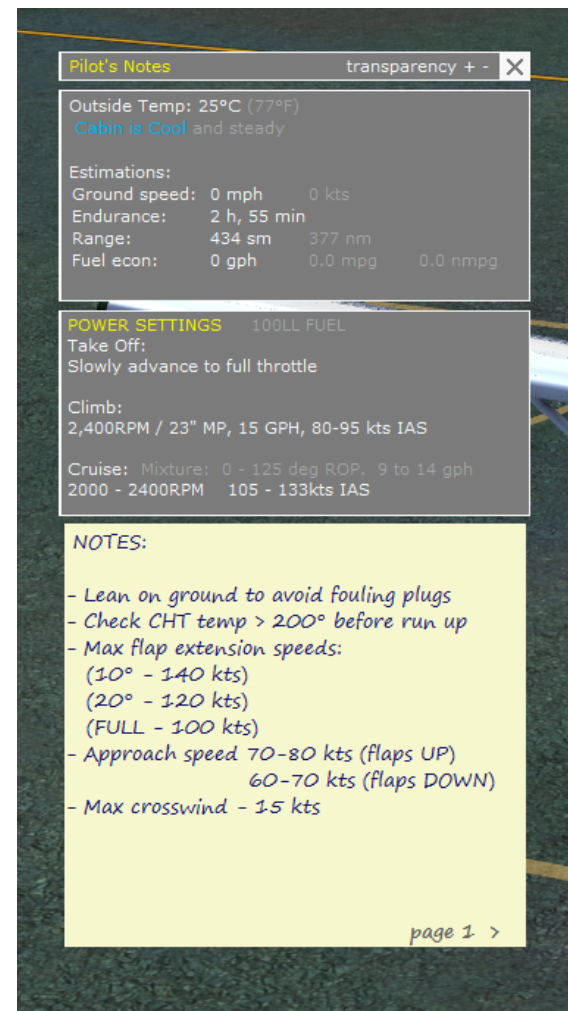 Pilot's Notes transparency + - X
Outside Temp: 25°C (77°F)
Cabin is Cool and steady
Estimations:
Ground speed: 0 mph 0 kts
Endurance: 2 h, 55 min
Range: 434 sm 377 nm
Fuel econ: 0 gph 0.0 mpg 0.0 nmpg
POWER SETTINGS 100LL FUEL
Take Off:
Slowly advance to full throttle
Climb:
2,400RPM / 23" MP, 15 GPH, 80-95 kts IAS
Cruise: Mixture: 0 - 125 deg ROP. 9 to 14 gph
2000 - 2400RPM 105 - 133kts IAS
NOTES:
- Lean on ground to avoid fouling plugs
- Check CHT temp > 200° before run up
- Max flap extension speeds:
(10° - 140 kts)
(20° - 120 kts)
(FULL - 100 kts)
- Approach speed 70-80 kts (flaps UP)
60-70 kts (flaps DOWN)
- Max crosswind - 15 kts
page 1 >